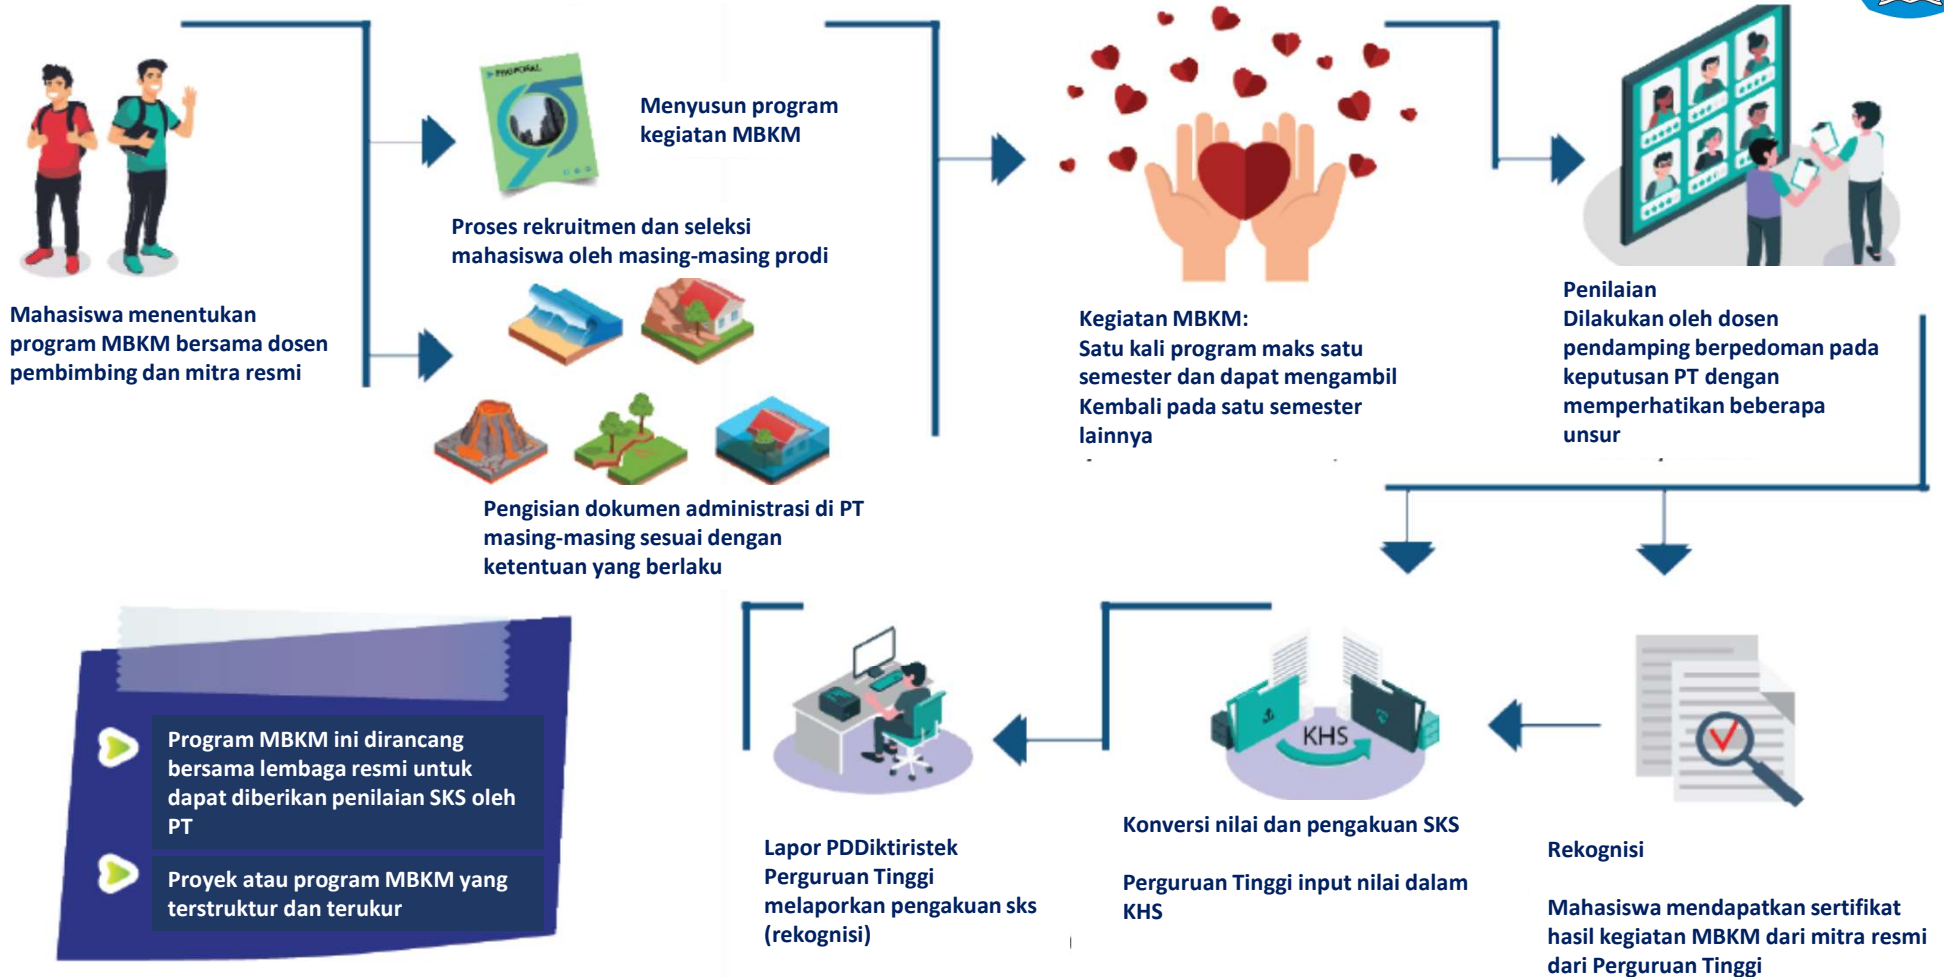 PROPOSAL
Menyusun program
kegiatan MBKM
Proses rekruitmen dan seleksi
mahasiswa oleh masing-masing prodi
Mahasiswa menentukan
program MBKM bersama dosen
pembimbing dan mitra resmi
Pengisian dokumen administrasi di PT
masing-masing sesuai dengan
ketentuan yang berlaku
Kegiatan MBKM:
Satu kali program maks satu
semester dan dapat mengambil
Kembali pada satu semester
lainnya
Penilaian
Dilakukan oleh dosen
pendamping berpedoman pada
keputusan PT dengan
memperhatikan beberapa
unsur
Rekognisi
Mahasiswa mendapatkan sertifikat
hasil kegiatan MBKM dari mitra resmi
dari Perguruan Tinggi
KHS
Konversi nilai dan pengakuan SKS
Perguruan Tinggi input nilai dalam
KHS
Lapor PDDiktiristek
Perguruan Tinggi
melaporkan pengakuan sks
(rekognisi)
Program MBKM ini dirancang
bersama lembaga resmi untuk
dapat diberikan penilaian SKS oleh
PT
Proyek atau program MBKM yang
terstruktur dan terukur